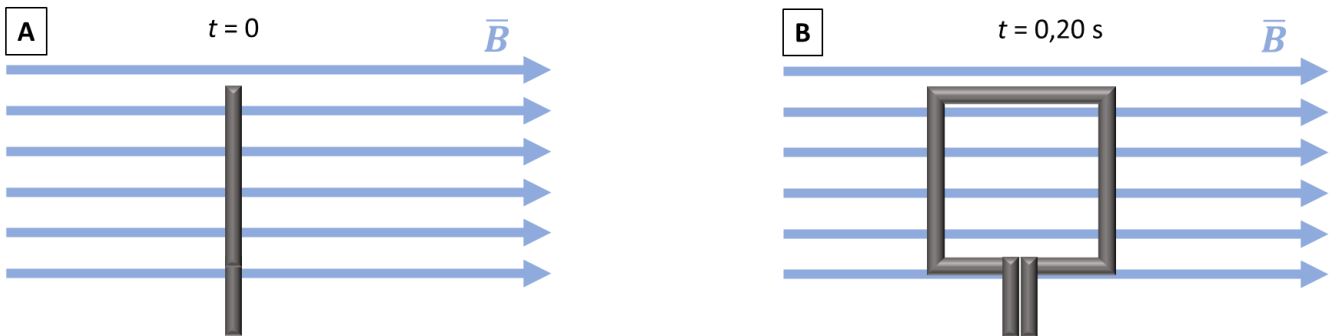 A
t = 0
B̅
B
t = 0,20 s
B̅